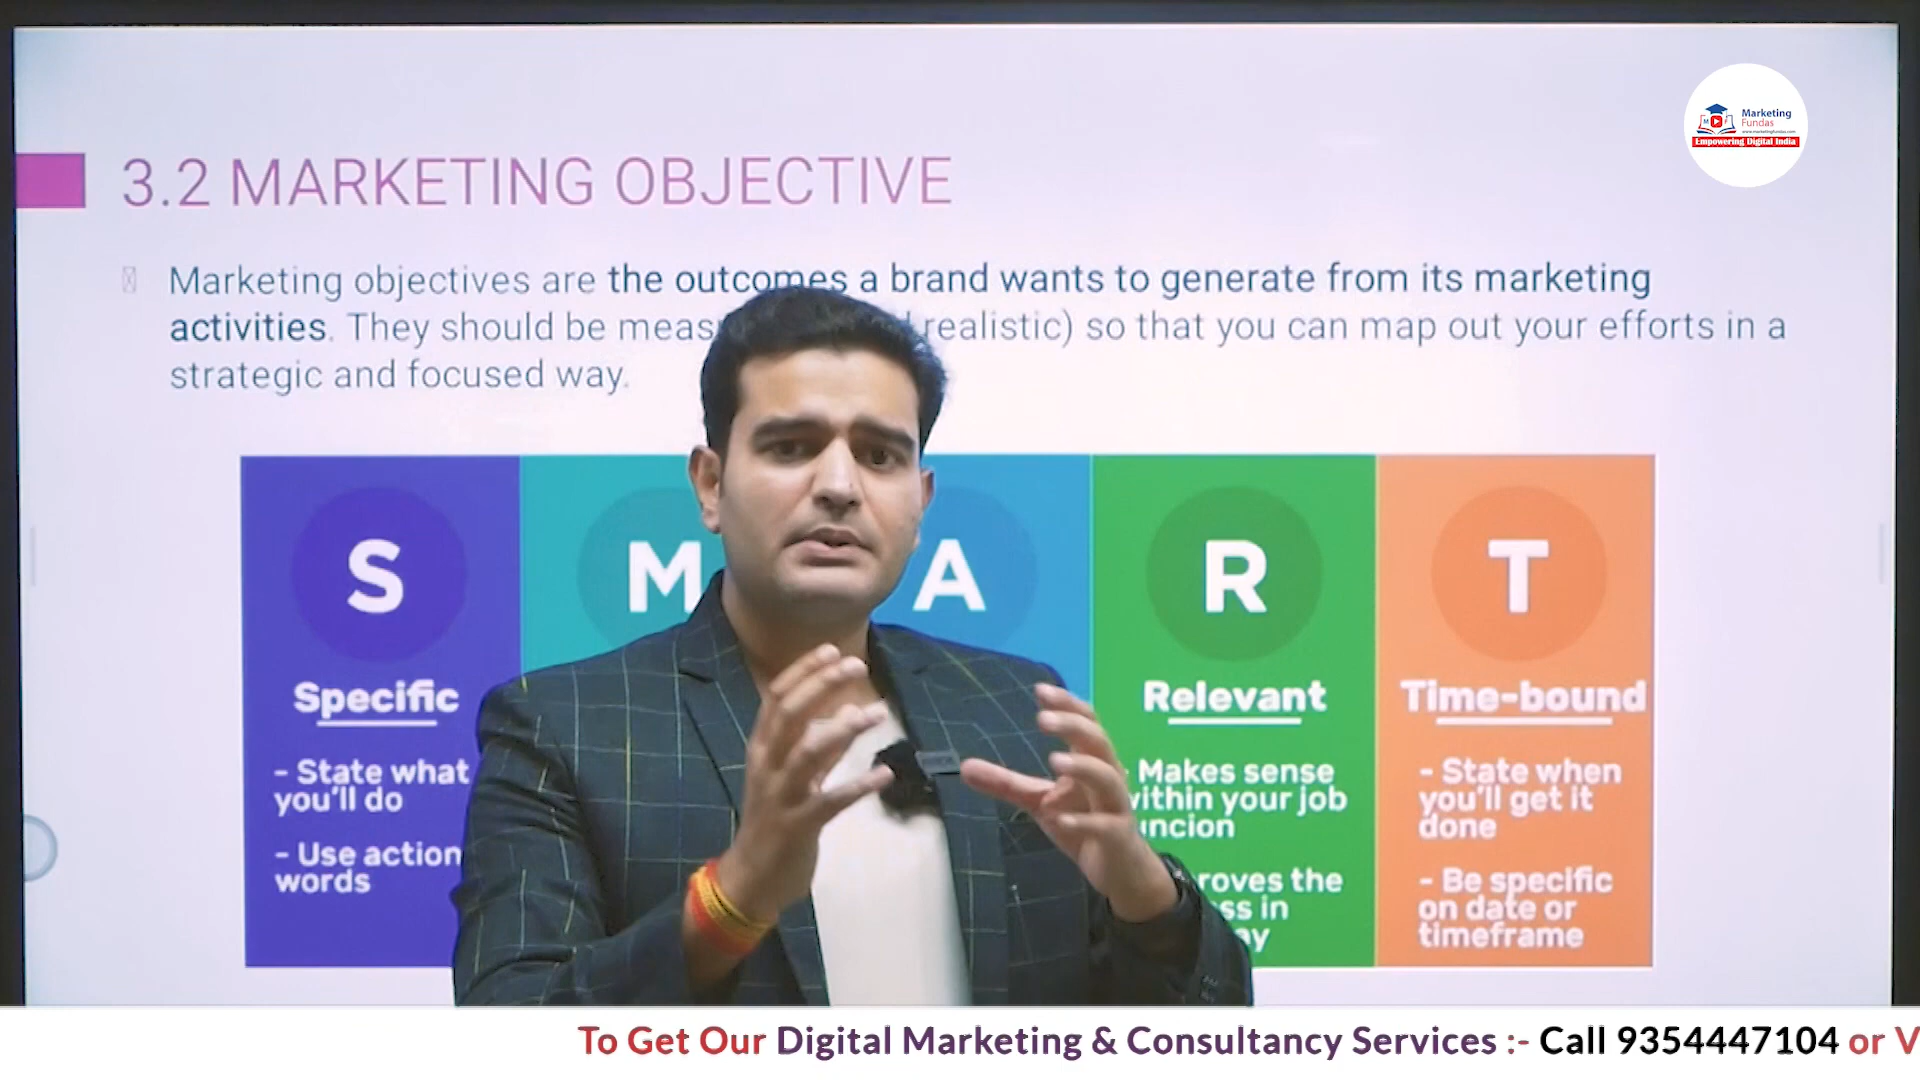 Marketing
Fundas
www.marketingfundas.com
Empowering Digital India
3.2 MARKETING OBJECTIVE
Marketing objectives are the outcomes a brand wants to generate from its marketing
activities. They should be realistic) so that you can map out your efforts in a
strategic and focused way.
S
M
A
R
T
Specific
Relevant
Time-bound
- State what
you'll do
- Use action
words
Makes sense
your job
- State when
you'll get it
done
the
in
- Be specific
on date or
timeframe
To Get Our Digital Marketing & Consultancy Services :- Call 9354447104 or V